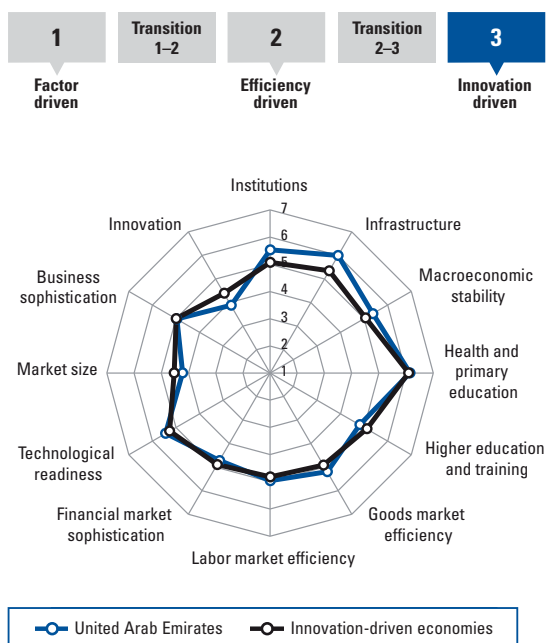 1
Transition
1–2
2
Transition
2–3
3
Factor
driven
Efficiency
driven
Innovation
driven
Institutions
7
Innovation
6
Infrastructure
5
Business
sophistication
4
Macroeconomic
stability
3
2
Market size
1
Health and
primary
education
Technological
readiness
Higher education
and training
Financial market
sophistication
Goods market
efficiency
Labor market efficiency
United Arab Emirates
Innovation-driven economies